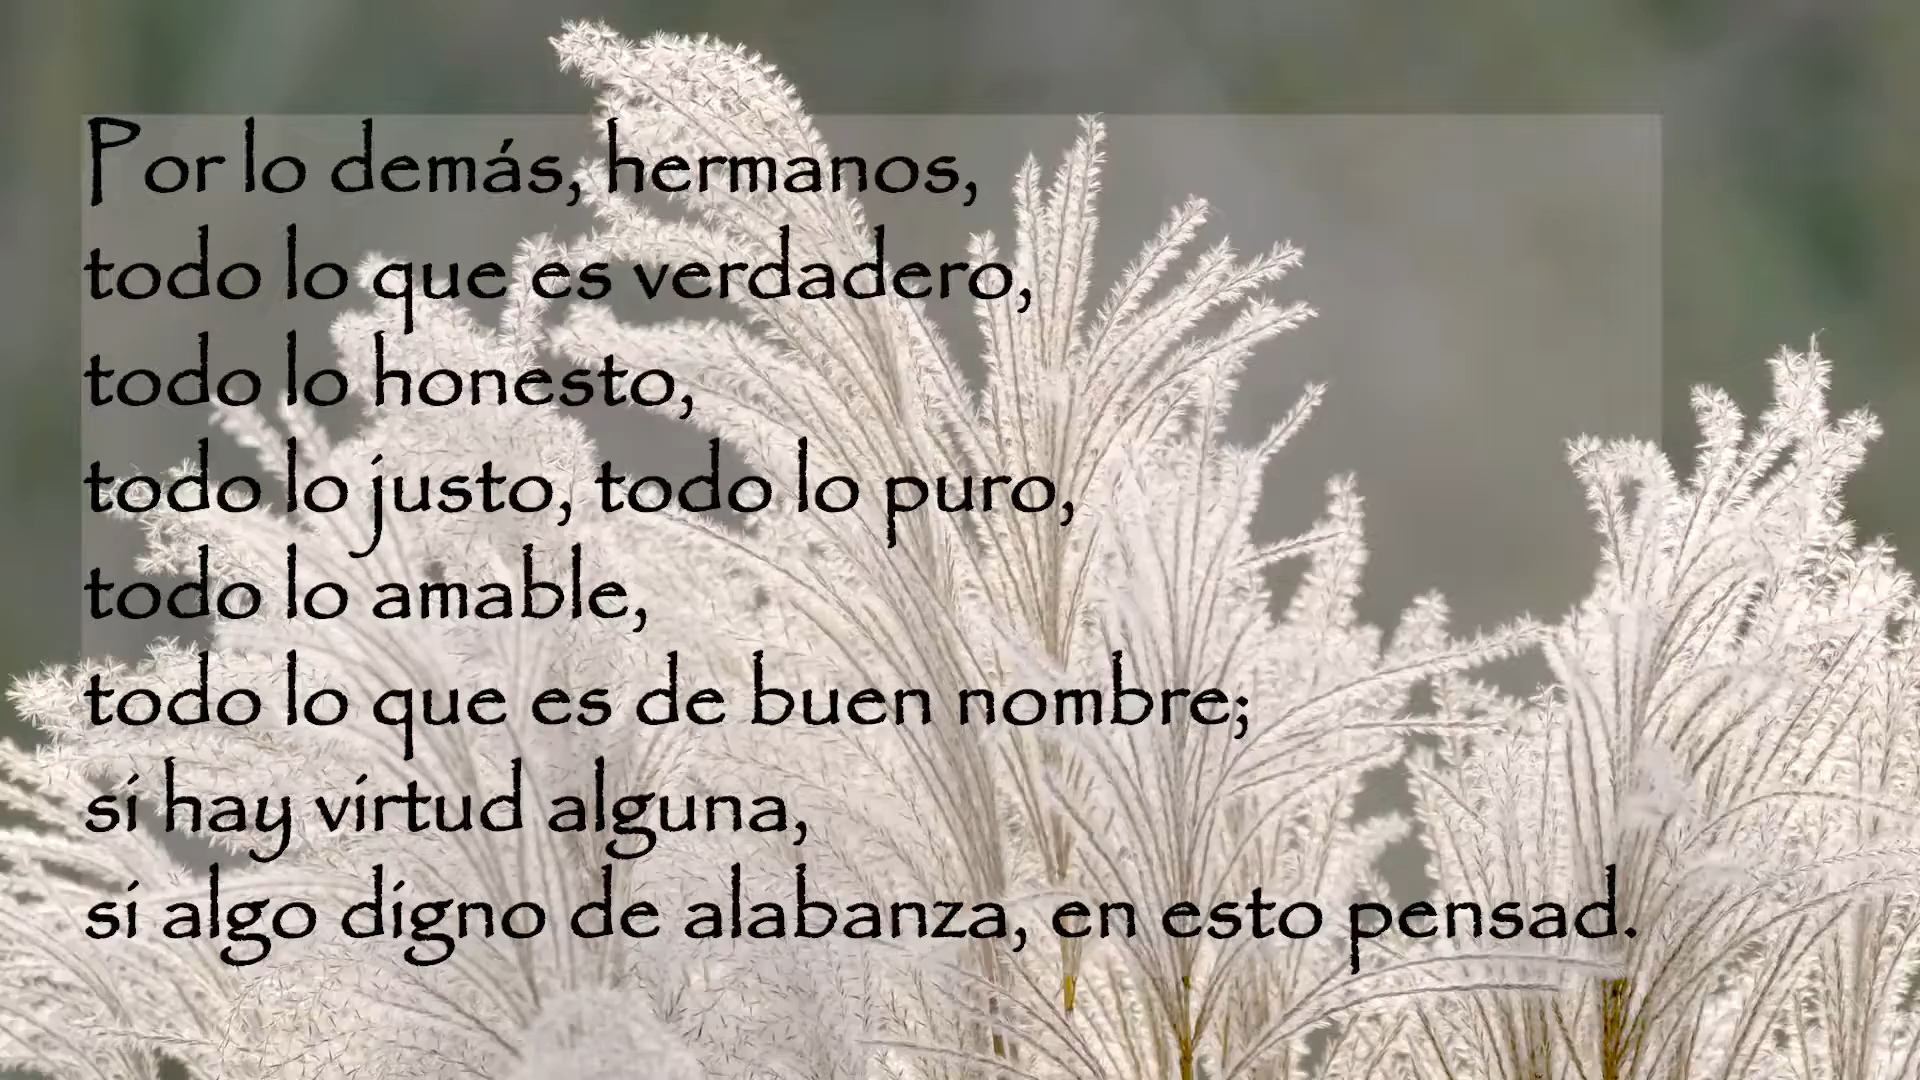 Por lo demás, hermanos,
todo lo que es verdadero,
todo lo honesto,
todo lo justo, todo lo puro,
todo lo amable,
todo lo que es de buen nombre;
si hay virtud alguna,
si algo digno de alabanza, en esto pensad.